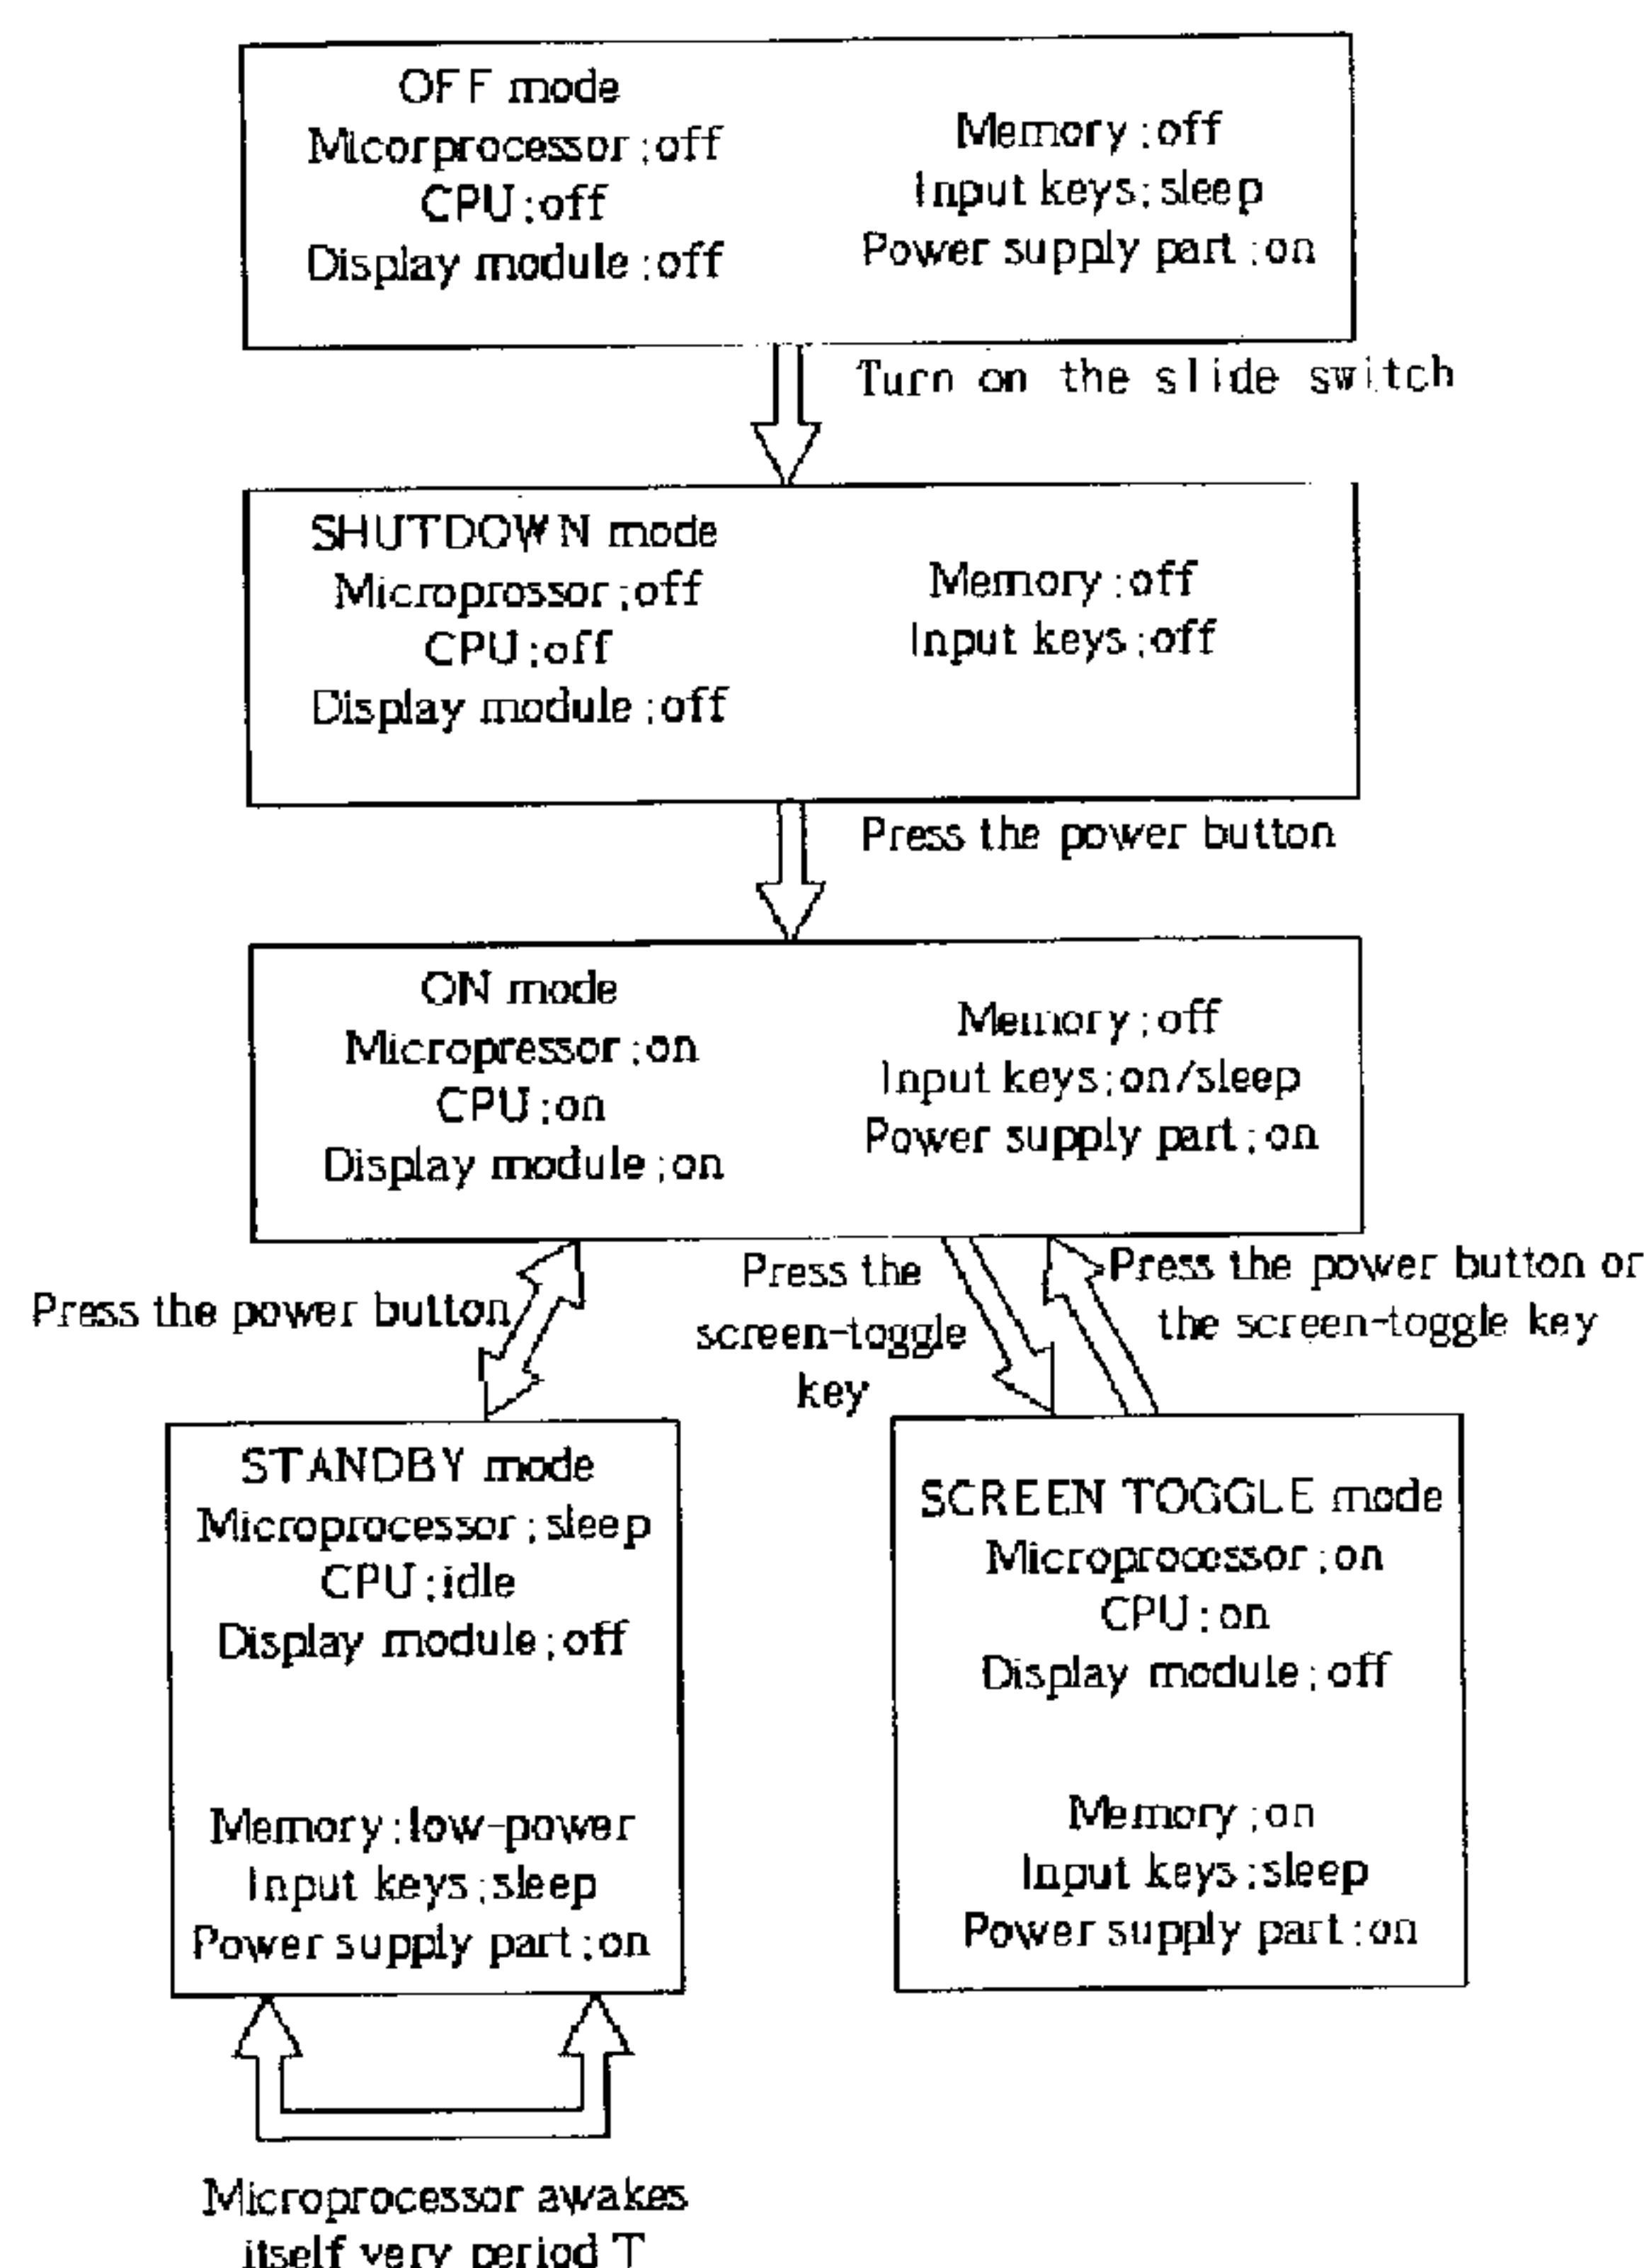 OFF mode
Micorprocessor;off
CPU;off
Display module;off
Memory;off
Input keys;sleep
Power supply part;on
Turn on the slide switch
SHUTDOWN mode
Microprossor;off
CPU;off
Display module;off
Memory;off
Input keys;off
Press the power button
ON mode
Micropressor;on
CPU;on
Display module;on
Memory;off
Input keys;on/sleep
Power supply part;on
Press the power button
Press the
screen-toggle
key
Press the power button or
the screen-toggle key
STANDBY mode
Microprocessor;sleep
CPU;idle
Display module;off
Memory;low-power
Input keys;sleep
Power supply part;on
SCREEN TOGGLE mode
Microprocessor;on
CPU;on
Display module;off
Memory;on
Input keys;sleep
Power supply part;on
Microprocessor awakes
itself very period T